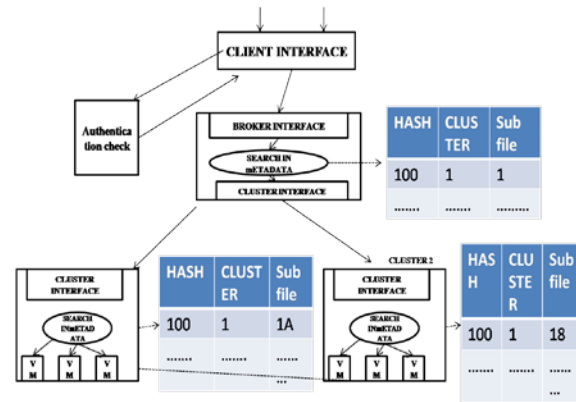 CLIENT INTERFACE
Authentica
tion check
BROKER INTERFACE
SEARCH IN
mETADATA
CLUSTER INTERFACE
HASH CLUS Sub
TER file
100 1 1
....... ....... .........
CLUSTER
INTERFACE
SEARCH
INmETAD
ATA
V V V
M M M
HASH CLUST Sub
ER file
100 1 1A
....... ....... .......
...
CLUSTER 2
CLUSTER
INTERFACE
SEARCH
INmETAD
ATA
V V V
M M M
HAS CLU Sub
H STE file
R
100 1 18
....... ....... .......
...